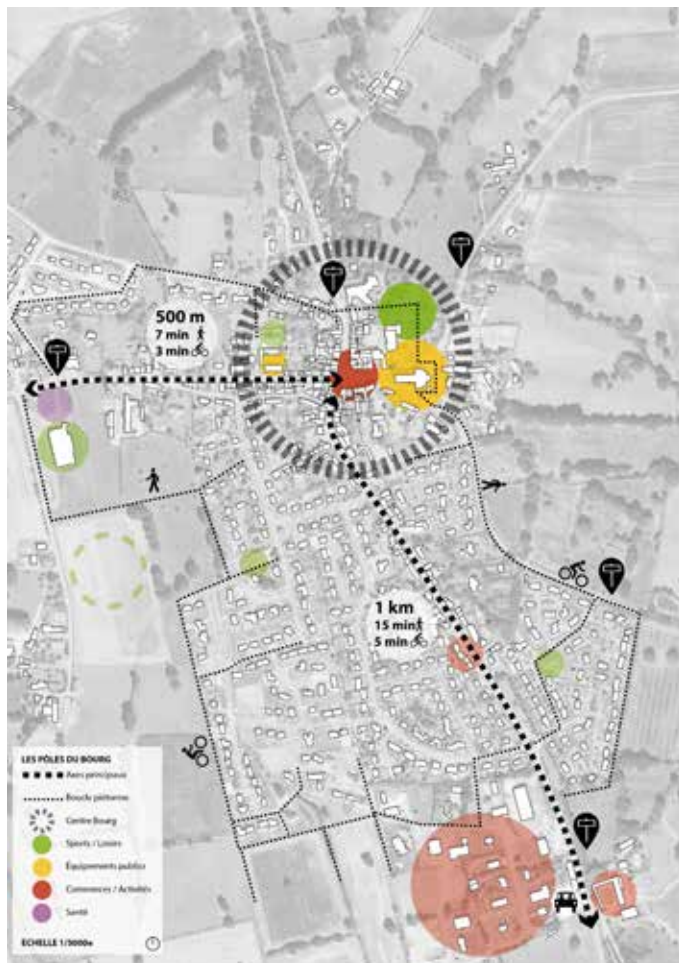 500 m
7 min
3 min
1 km
15 min
5 min
LES PÔLES DU BOURG
Axes principaux
Boucle piétonne
Centre Bourg
Sports / Loisirs
Équipements publics
Commerces / Activités
Santé
ECHELLE 1/5000e